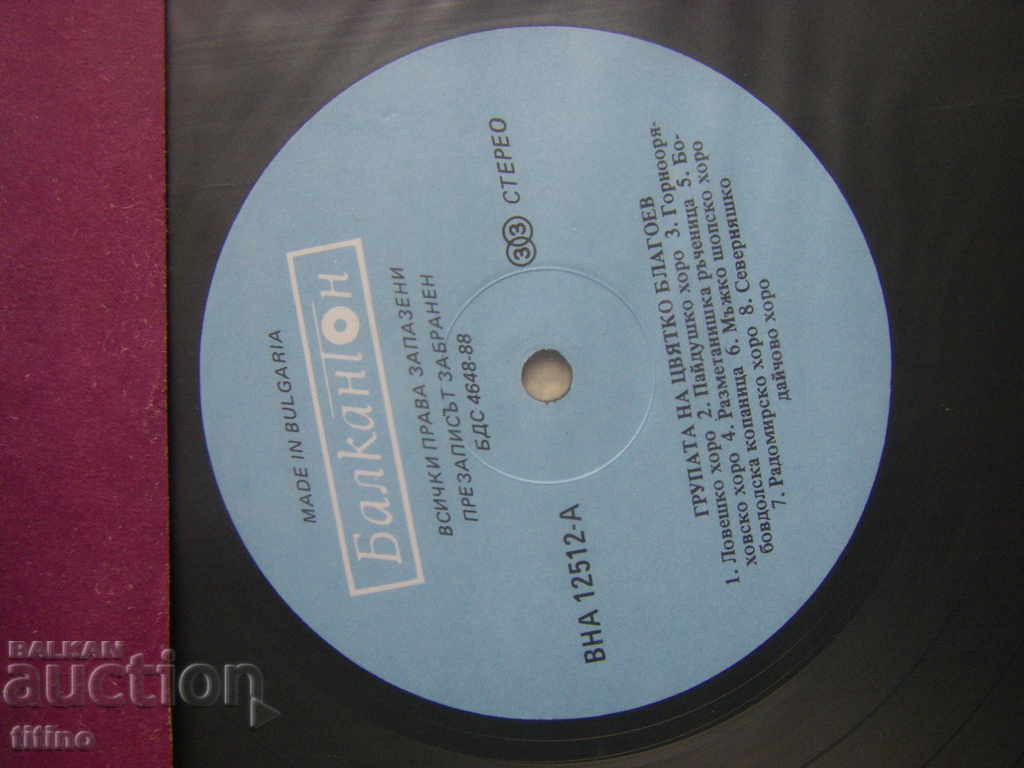 MADE IN BULGARIA
Балкантон
ВСИЧКИ ПРАВА ЗАПАЗЕНИ
ПРЕЗАПИСЪТ ЗАБРАНЕН
БДС 4648-88
33 СТЕРЕО
ВНА 12512-А
ГРУПАТА НА ЦВЯТКО БЛАГОЕВ
1. Ловешко хоро 2. Пайдушко хоро 3. Горнооря-
ховско хоро 4. Разметанишка ръченица 5. Бо-
бовдолска копаница 6. Мъжко шопско хоро
7. Радомирско хоро 8. Северняшко
дайчово хоро
BALKAN
auction
titino